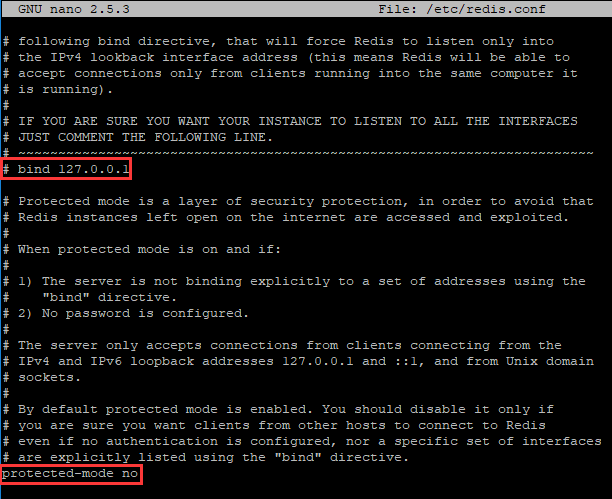 GNU nano 2.5.3 File: /etc/redis.conf
# following bind directive, that will force Redis to listen only into
# the IPv4 lookback interface address (this means Redis will be able to
# accept connections only from clients running into the same computer it
# is running).
#
# IF YOU ARE SURE YOU WANT YOUR INSTANCE TO LISTEN TO ALL THE INTERFACES
# JUST COMMENT THE FOLLOWING LINE.
# ~~~~~~~~~~~~~~~~~~~~~~~~~~~~~~~~~~~~~~~~~~~~~~~~~~~~~~~~~~~~~~~~~~~~~~~~
# bind 127.0.0.1
# Protected mode is a layer of security protection, in order to avoid that
# Redis instances left open on the internet are accessed and exploited.
#
# When protected mode is on and if:
#
# 1) The server is not binding explicitly to a set of addresses using the
#    "bind" directive.
# 2) No password is configured.
#
# The server only accepts connections from clients connecting from the
# IPv4 and IPv6 loopback addresses 127.0.0.1 and ::1, and from Unix domain
# sockets.
#
# By default protected mode is enabled. You should disable it only if
# you are sure you want clients from other hosts to connect to Redis
# even if no authentication is configured, nor a specific set of interfaces
# are explicitly listed using the "bind" directive.
protected-mode no